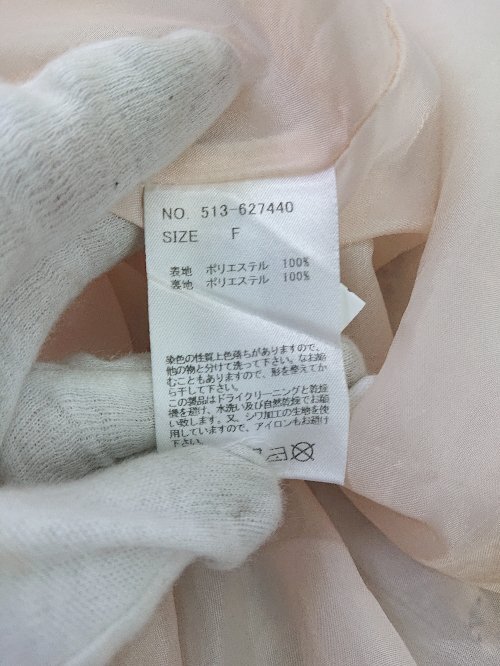 NO. 513-627440
SIZE F
表地 ポリエステル 100%
裏地 ポリエステル 100%
染色の性質上色落ちがありますので、
他の物と分けて洗って下さい。なお縮
むこともありますので、形を整えてか
ら干して下さい。
この製品はドライクリーニングと乾燥
機を避け、水洗い及び自然乾燥でお願
い致します。又、シワ加工の生地を使
用していますので、アイロンもお避け
下さい。